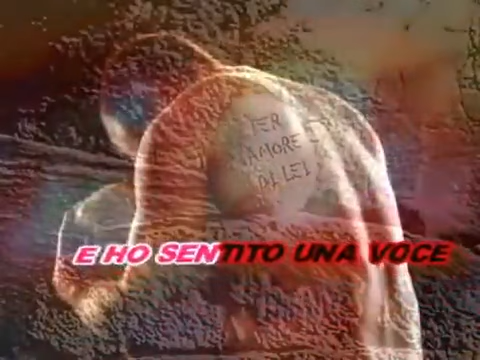 PER
AMORE
DI LEI
E HO SENTITO UNA VOCE